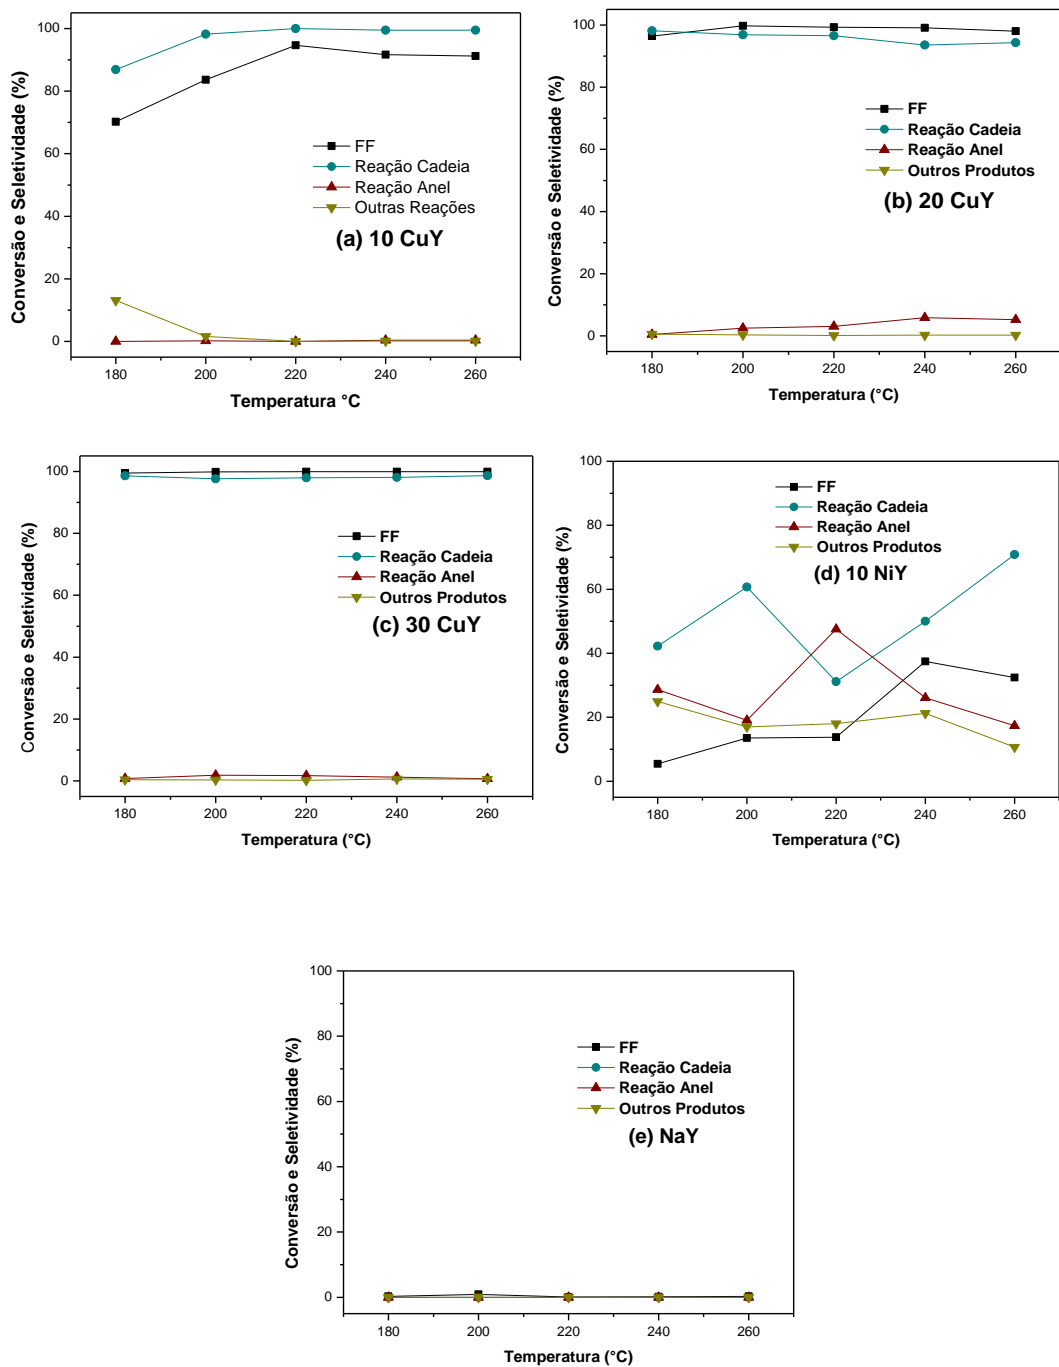 Conversão e Seletividade (%)
100
80
60
40
20
0
FF
Reação Cadeia
Reação Anel
Outras Reações
(a) 10 CuY
180 200 220 240 260
Temperatura °C
Conversão e Seletividade (%)
100
80
60
40
20
0
FF
Reação Cadeia
Reação Anel
Outros Produtos
(b) 20 CuY
180 200 220 240 260
Temperatura (°C)
Conversão e Seletividade (%)
100
80
60
40
20
0
FF
Reação Cadeia
Reação Anel
Outros Produtos
(c) 30 CuY
180 200 220 240 260
Temperatura (°C)
Conversão e Seletividade (%)
100
80
60
40
20
0
FF
Reação Cadeia
Reação Anel
Outros Produtos
(d) 10 NiY
180 200 220 240 260
Temperatura (°C)
Conversão e Seletividade (%)
100
80
60
40
20
0
FF
Reação Cadeia
Reação Anel
Outros Produtos
(e) NaY
180 200 220 240 260
Temperatura (°C)